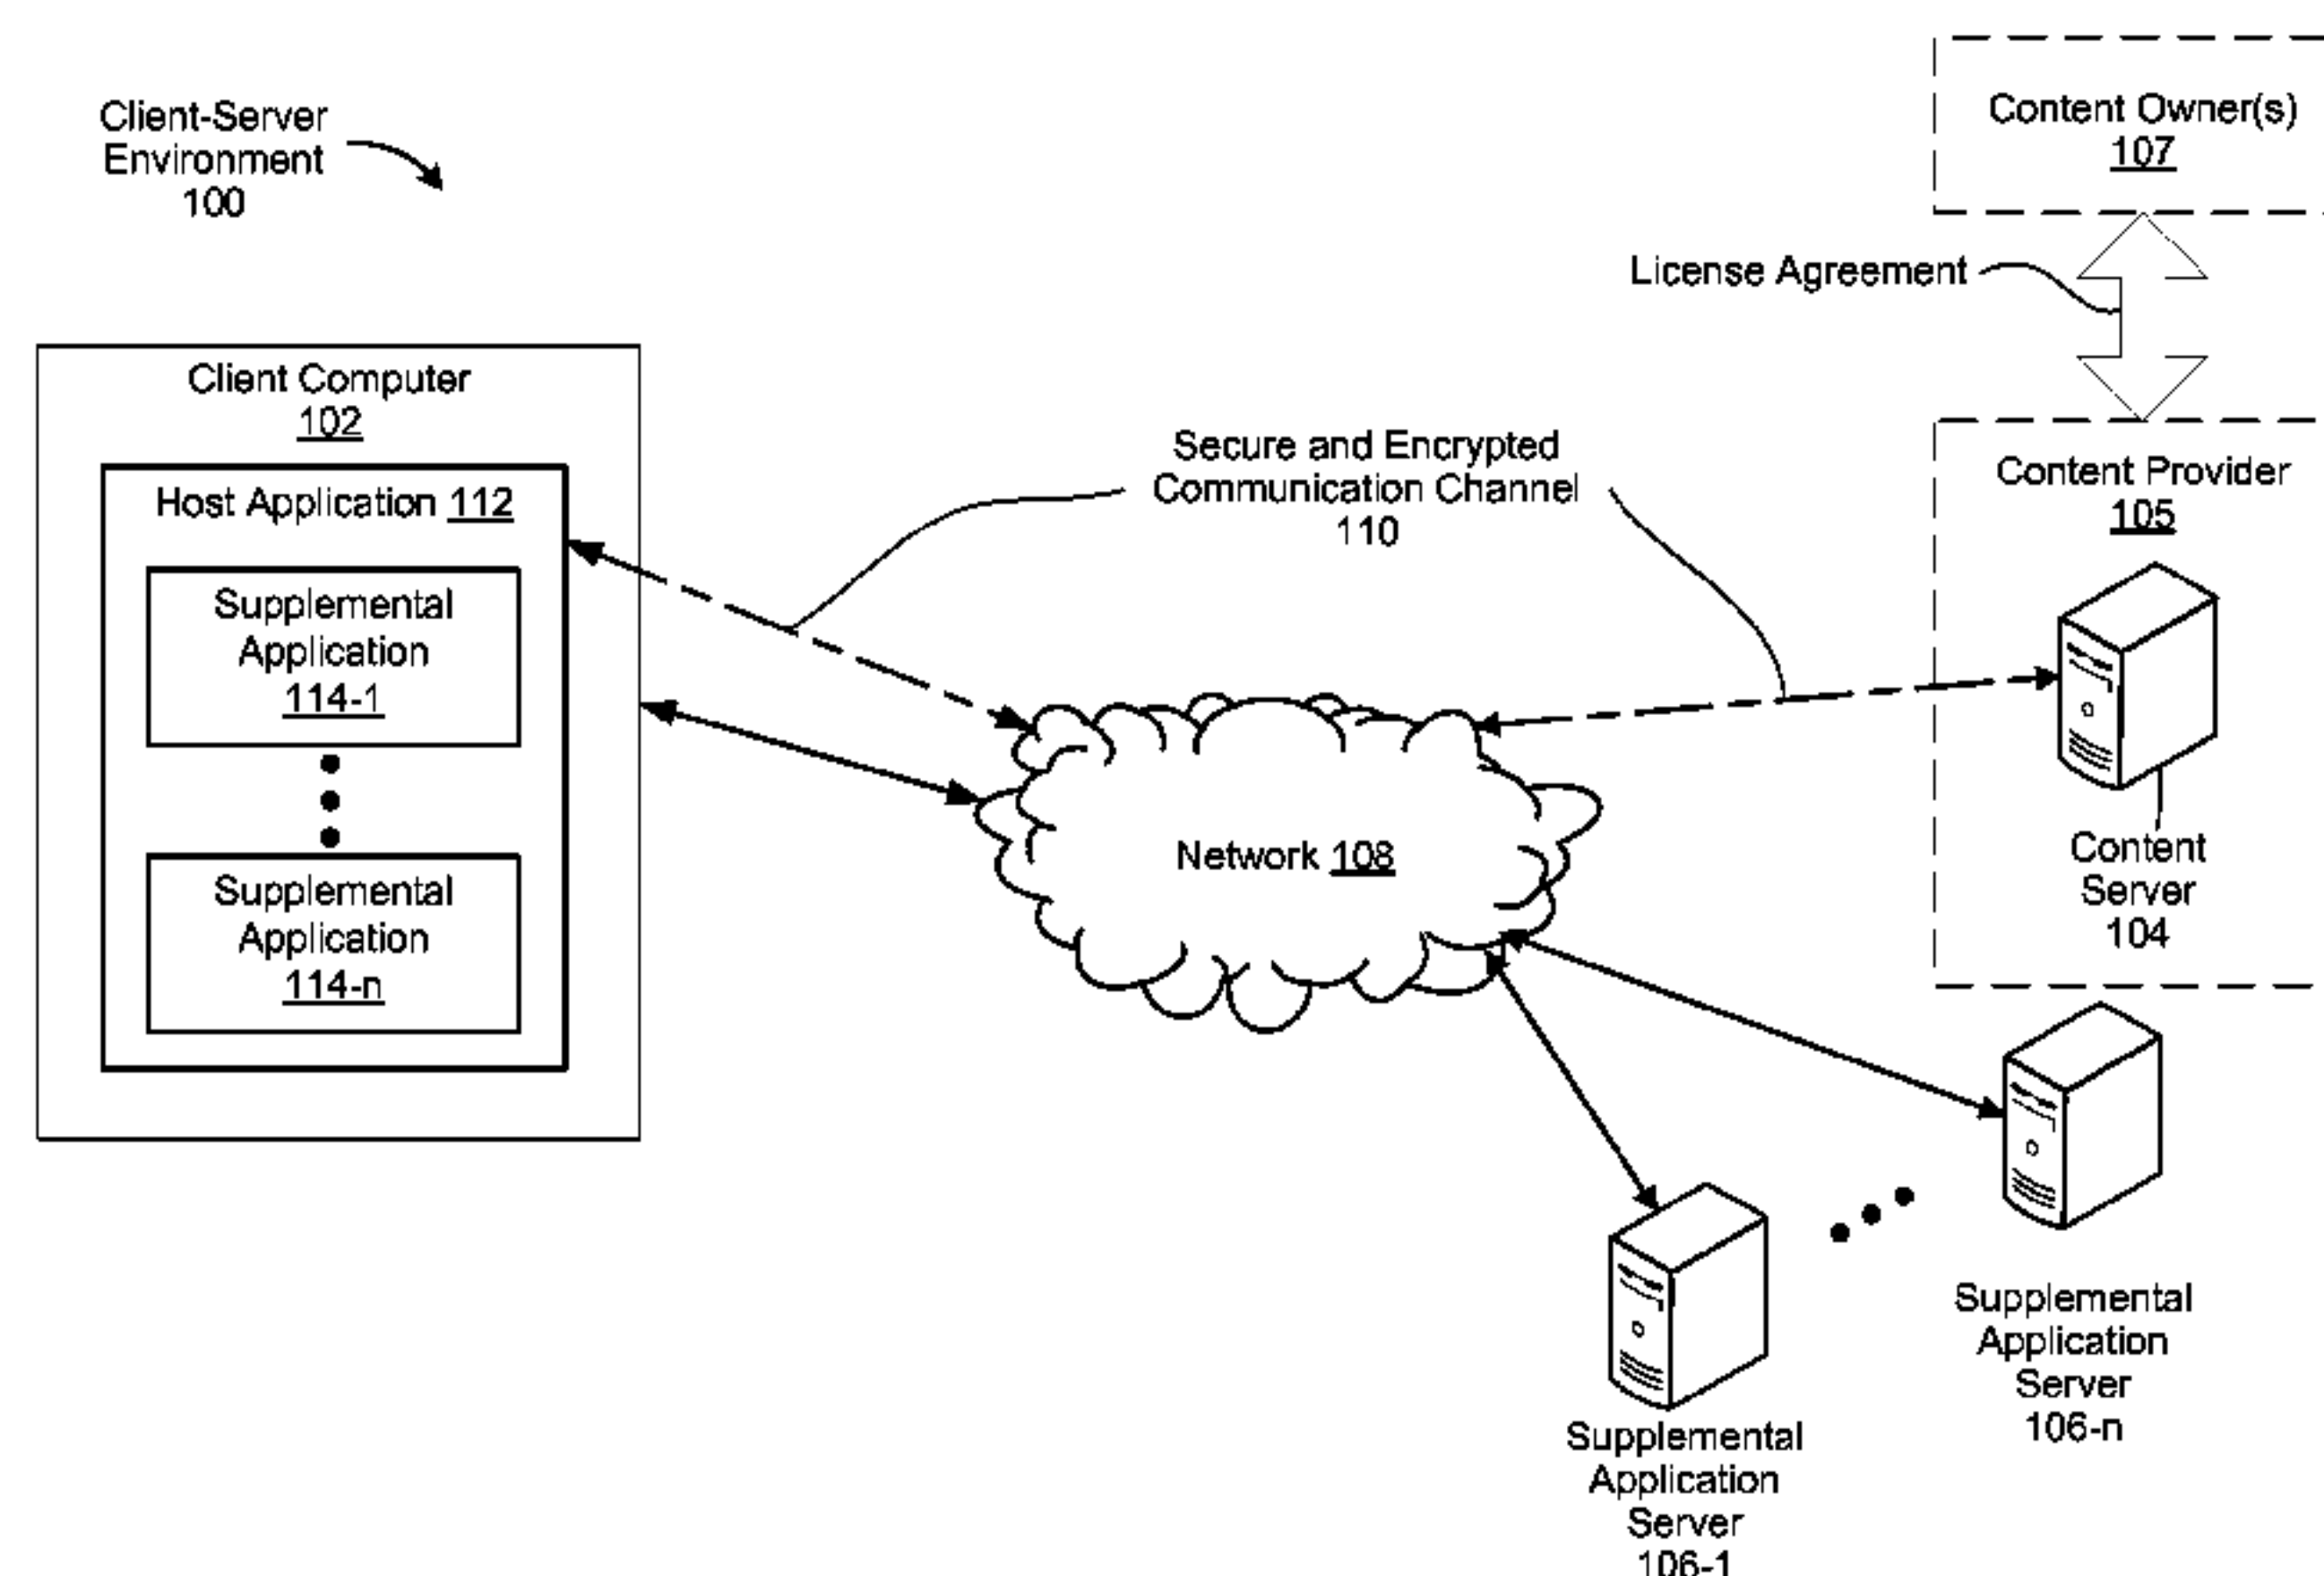 Client-Server
Environment
100
Content Owner(s)
107
License Agreement
Client Computer
102
Host Application 112
Supplemental
Application
114-1
Supplemental
Application
114-n
Secure and Encrypted
Communication Channel
110
Content Provider
105
Content
Server
104
Network 108
Supplemental
Application
Server
106-n
Supplemental
Application
Server
106-1